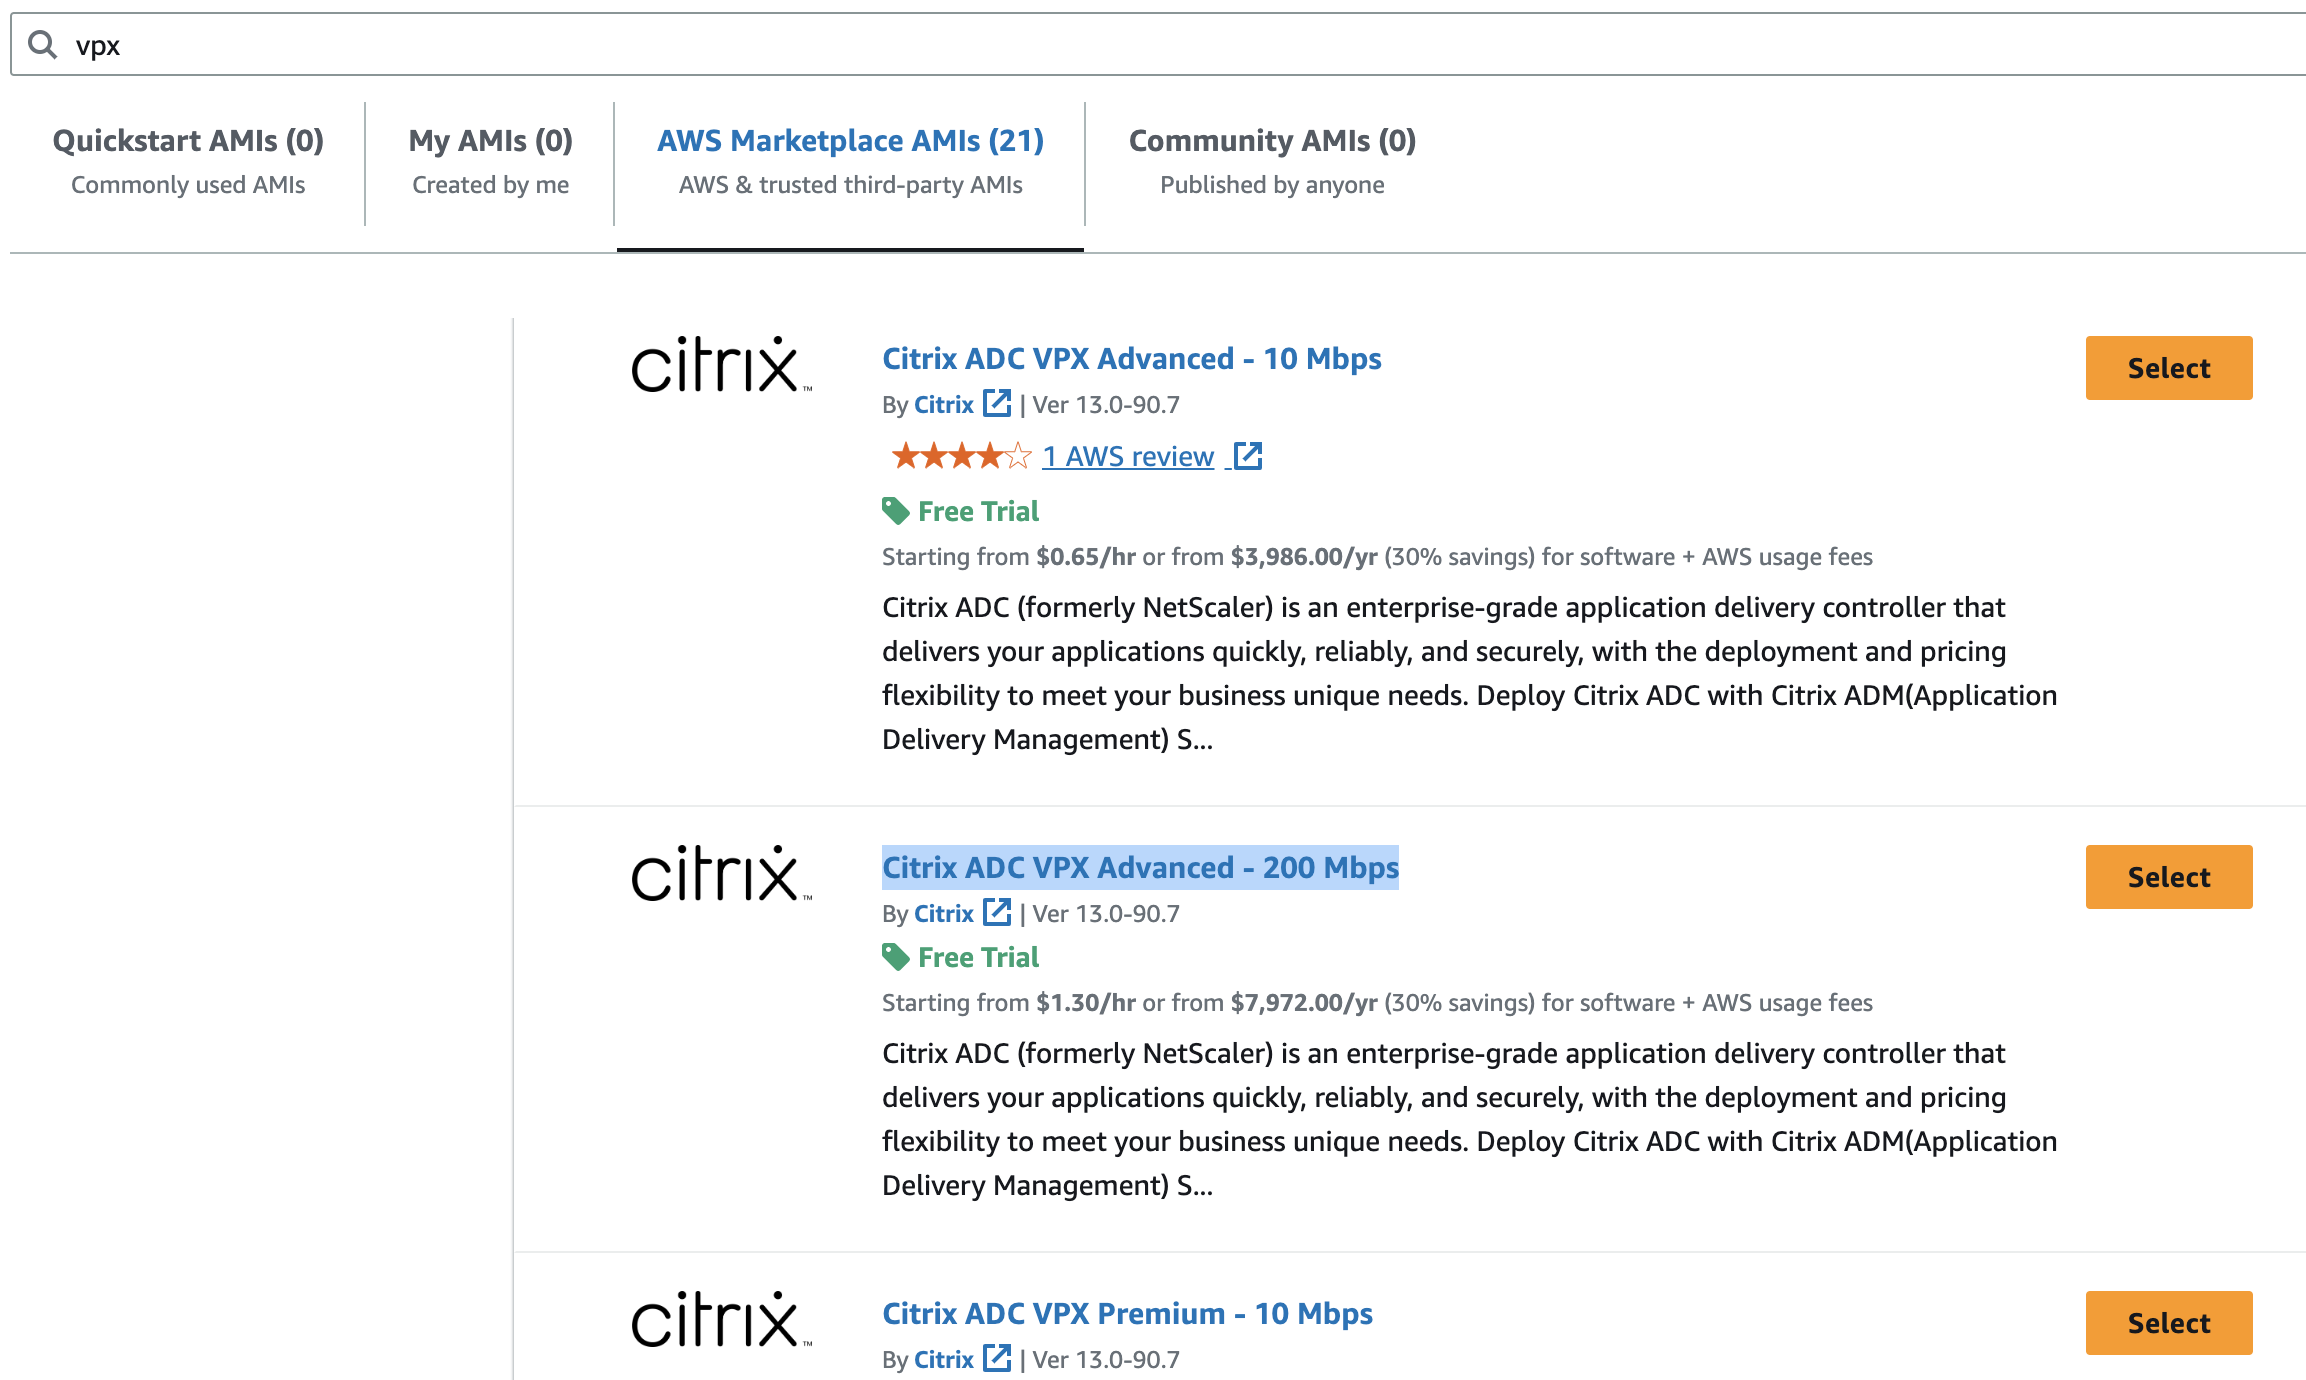 vpx
Quickstart AMIs (0)
Commonly used AMIs
My AMIs (0)
Created by me
AWS Marketplace AMIs (21)
AWS & trusted third-party AMIs
Community AMIs (0)
Published by anyone
citrix™
Citrix ADC VPX Advanced - 10 Mbps
Select
By Citrix | Ver 13.0-90.7
1 AWS review
Free Trial
Starting from $0.65/hr or from $3,986.00/yr (30% savings) for software + AWS usage fees
Citrix ADC (formerly NetScaler) is an enterprise-grade application delivery controller that
delivers your applications quickly, reliably, and securely, with the deployment and pricing
flexibility to meet your business unique needs. Deploy Citrix ADC with Citrix ADM(Application
Delivery Management) S...
citrix™
Citrix ADC VPX Advanced - 200 Mbps
Select
By Citrix | Ver 13.0-90.7
Free Trial
Starting from $1.30/hr or from $7,972.00/yr (30% savings) for software + AWS usage fees
Citrix ADC (formerly NetScaler) is an enterprise-grade application delivery controller that
delivers your applications quickly, reliably, and securely, with the deployment and pricing
flexibility to meet your business unique needs. Deploy Citrix ADC with Citrix ADM(Application
Delivery Management) S...
citrix™
Citrix ADC VPX Premium - 10 Mbps
Select
By Citrix | Ver 13.0-90.7